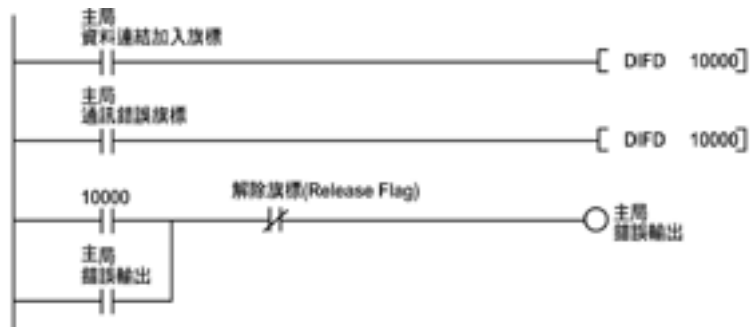 主局
資料連結加入旗標
[ DIFD 10000]
主局
通訊錯誤旗標
[ DIFD 10000]
10000
解除旗標(Release Flag)
主局
錯誤輸出
主局
錯誤輸出